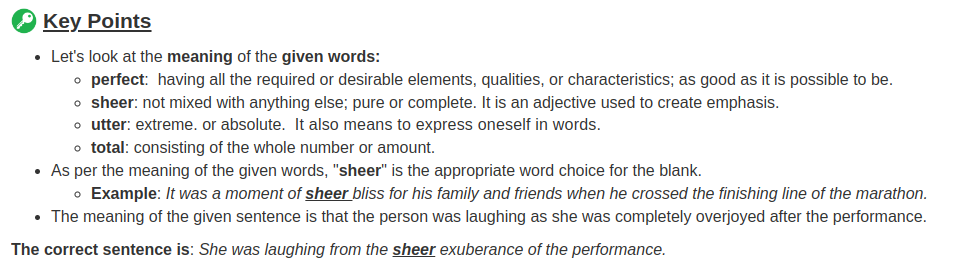 Key Points
Let's look at the meaning of the given words:
perfect:  having all the required or desirable elements, qualities, or characteristics; as good as it is possible to be.
sheer: not mixed with anything else; pure or complete. It is an adjective used to create emphasis.
utter: extreme. or absolute.  It also means to express oneself in words.
total: consisting of the whole number or amount.
As per the meaning of the given words, "sheer" is the appropriate word choice for the blank.
Example: It was a moment of sheer bliss for his family and friends when he crossed the finishing line of the marathon.
The meaning of the given sentence is that the person was laughing as she was completely overjoyed after the performance.
The correct sentence is: She was laughing from the sheer exuberance of the performance.